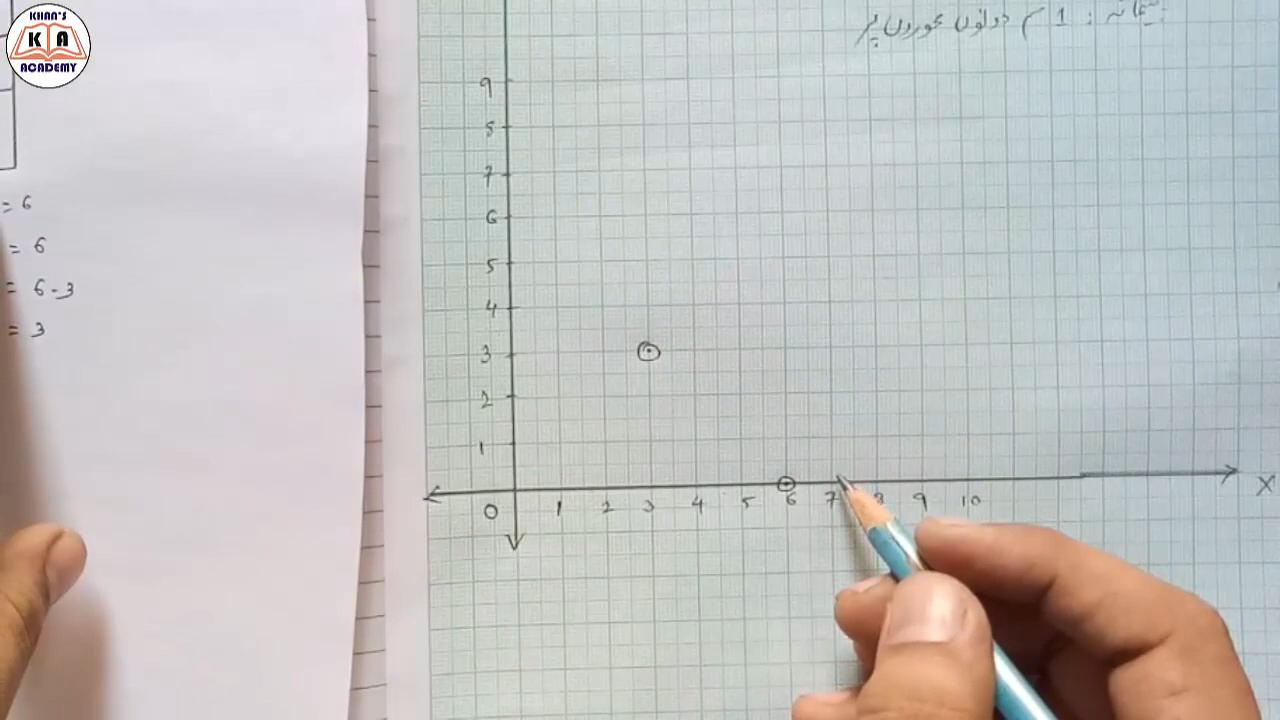 KHAN'S
K A
ACADEMY
= 6
= 6
= 6 - 3
= 3
پیمانہ : 1 سم دونوں محوروں پر
9
8
7
6
5
4
3
2
1
0 1 2 3 4 5 6 7 8 9 10 X